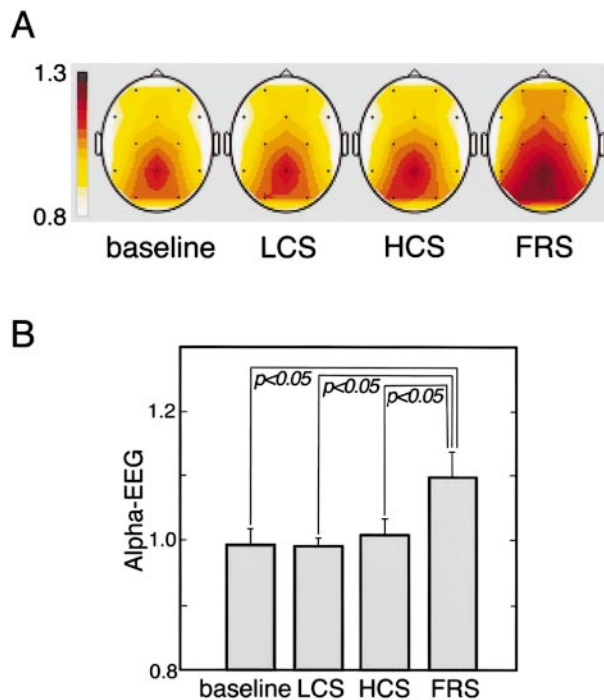 A
1.3
0.8
baseline LCS HCS FRS
B
p<0.05 p<0.05 p<0.05
Alpha-EEG
1.2
1.0
0.8
baseline LCS HCS FRS